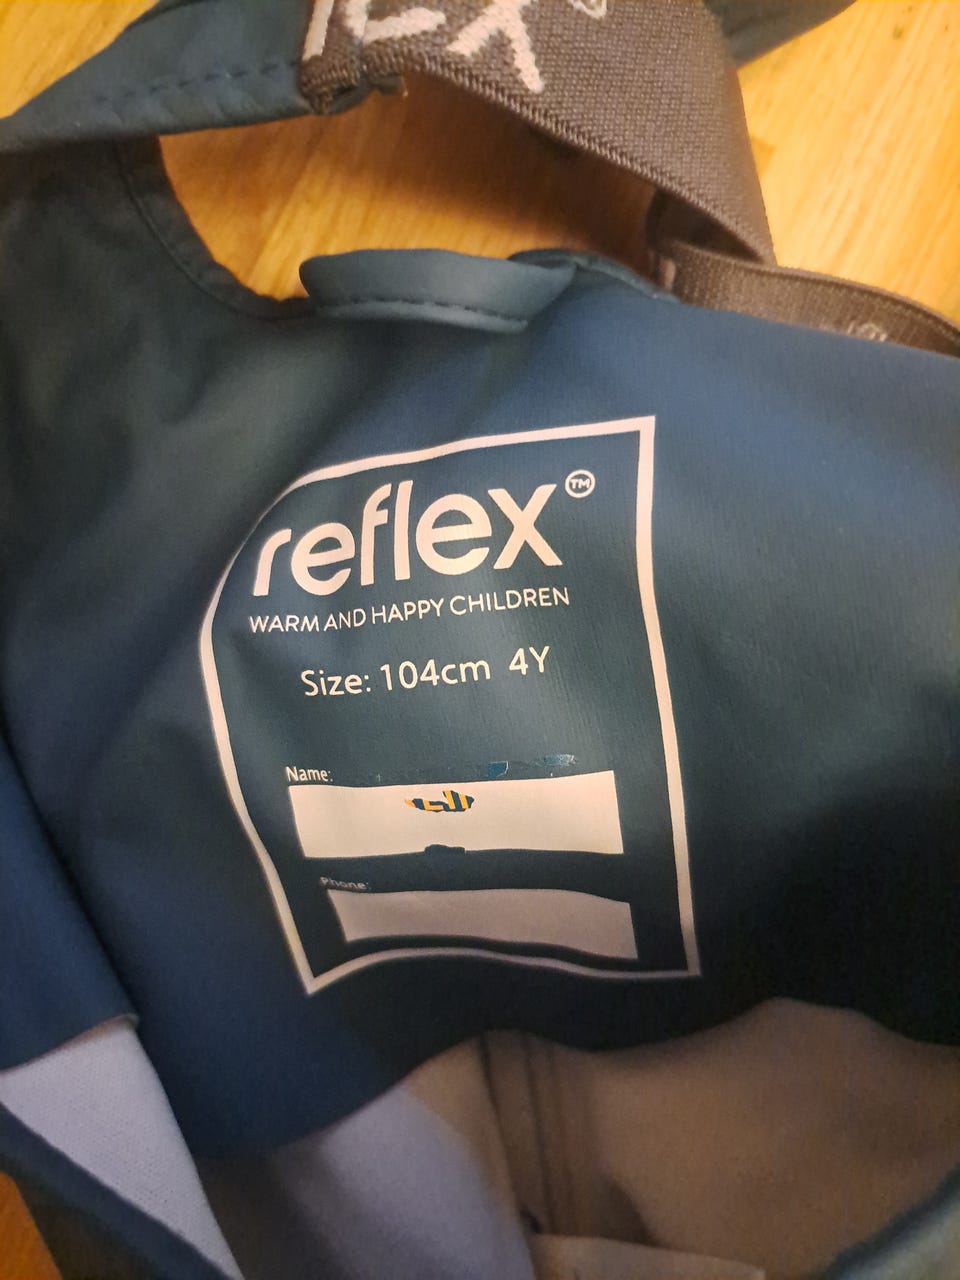 reflex™
WARM AND HAPPY CHILDREN
Size: 104cm 4Y
Name:
Phone: